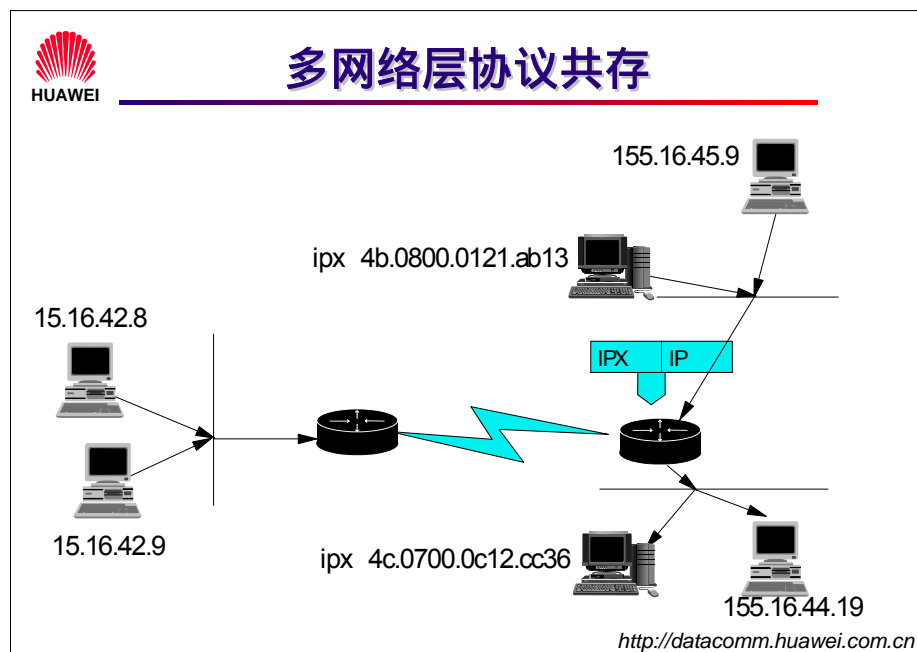 HUAWEI
多网络层协议共存
155.16.45.9
ipx 4b.0800.0121.ab13
15.16.42.8
IPX IP
15.16.42.9
ipx 4c.0700.0c12.cc36
155.16.44.19
http://datacomm.huawei.com.cn